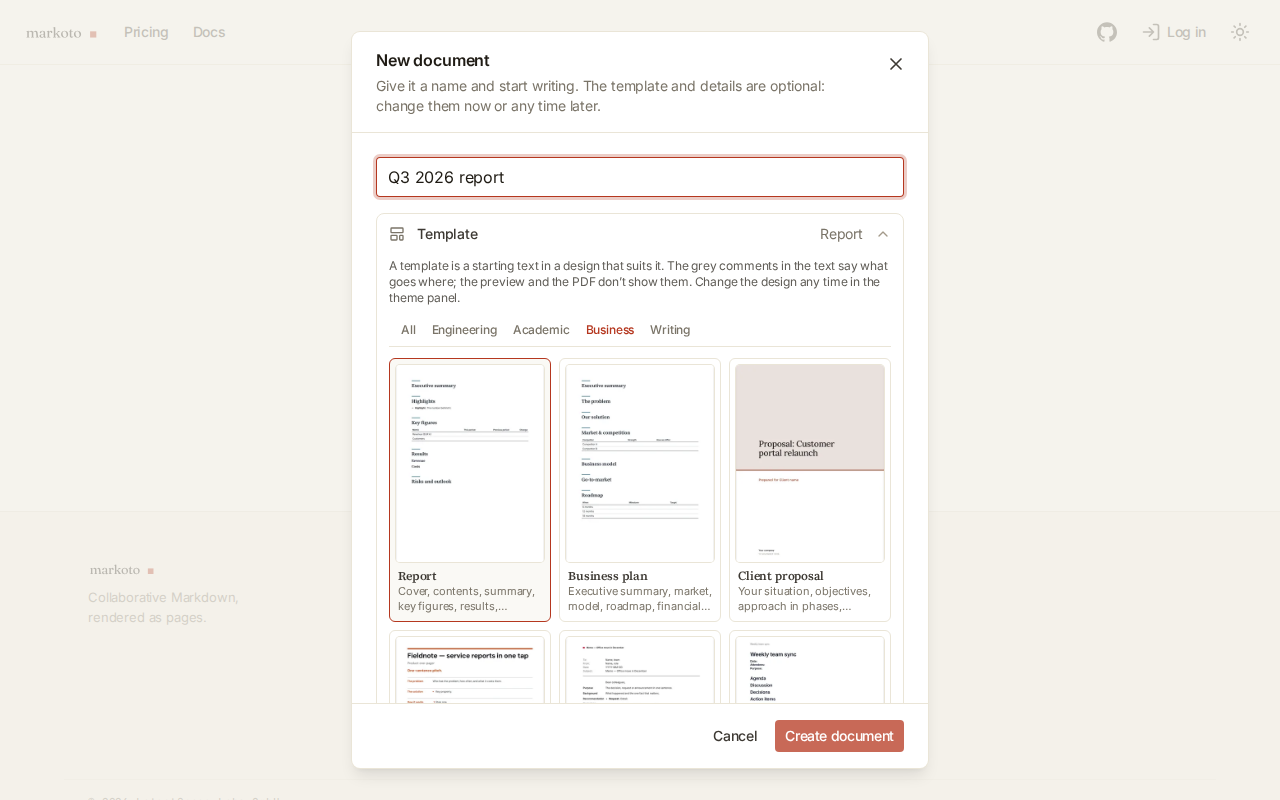 markoto
Pricing
Docs
Log in
New document
Give it a name and start writing. The template and details are optional:
change them now or any time later.
Q3 2026 report
Template
Report
A template is a starting text in a design that suits it. The grey comments in the text say what
goes where; the preview and the PDF don't show them. Change the design any time in the
theme panel.
All
Engineering
Academic
Business
Writing
Executive summary
Highlights
Key figures
Results
Risks and outlook
Executive summary
The problem
Our solution
Market & competition
Business model
Go-to-market
Roadmap
Proposal: Customer
portal relaunch
Report
Cover, contents, summary,
key figures, results,...
Business plan
Executive summary, market,
model, roadmap, financial...
Client proposal
Your situation, objectives,
approach in phases,...
Fieldnote — service reports in one tap
Weekly team sync
Agenda
Discussion
Decisions
Action items
markoto
Collaborative Markdown,
rendered as pages.
Cancel
Create document